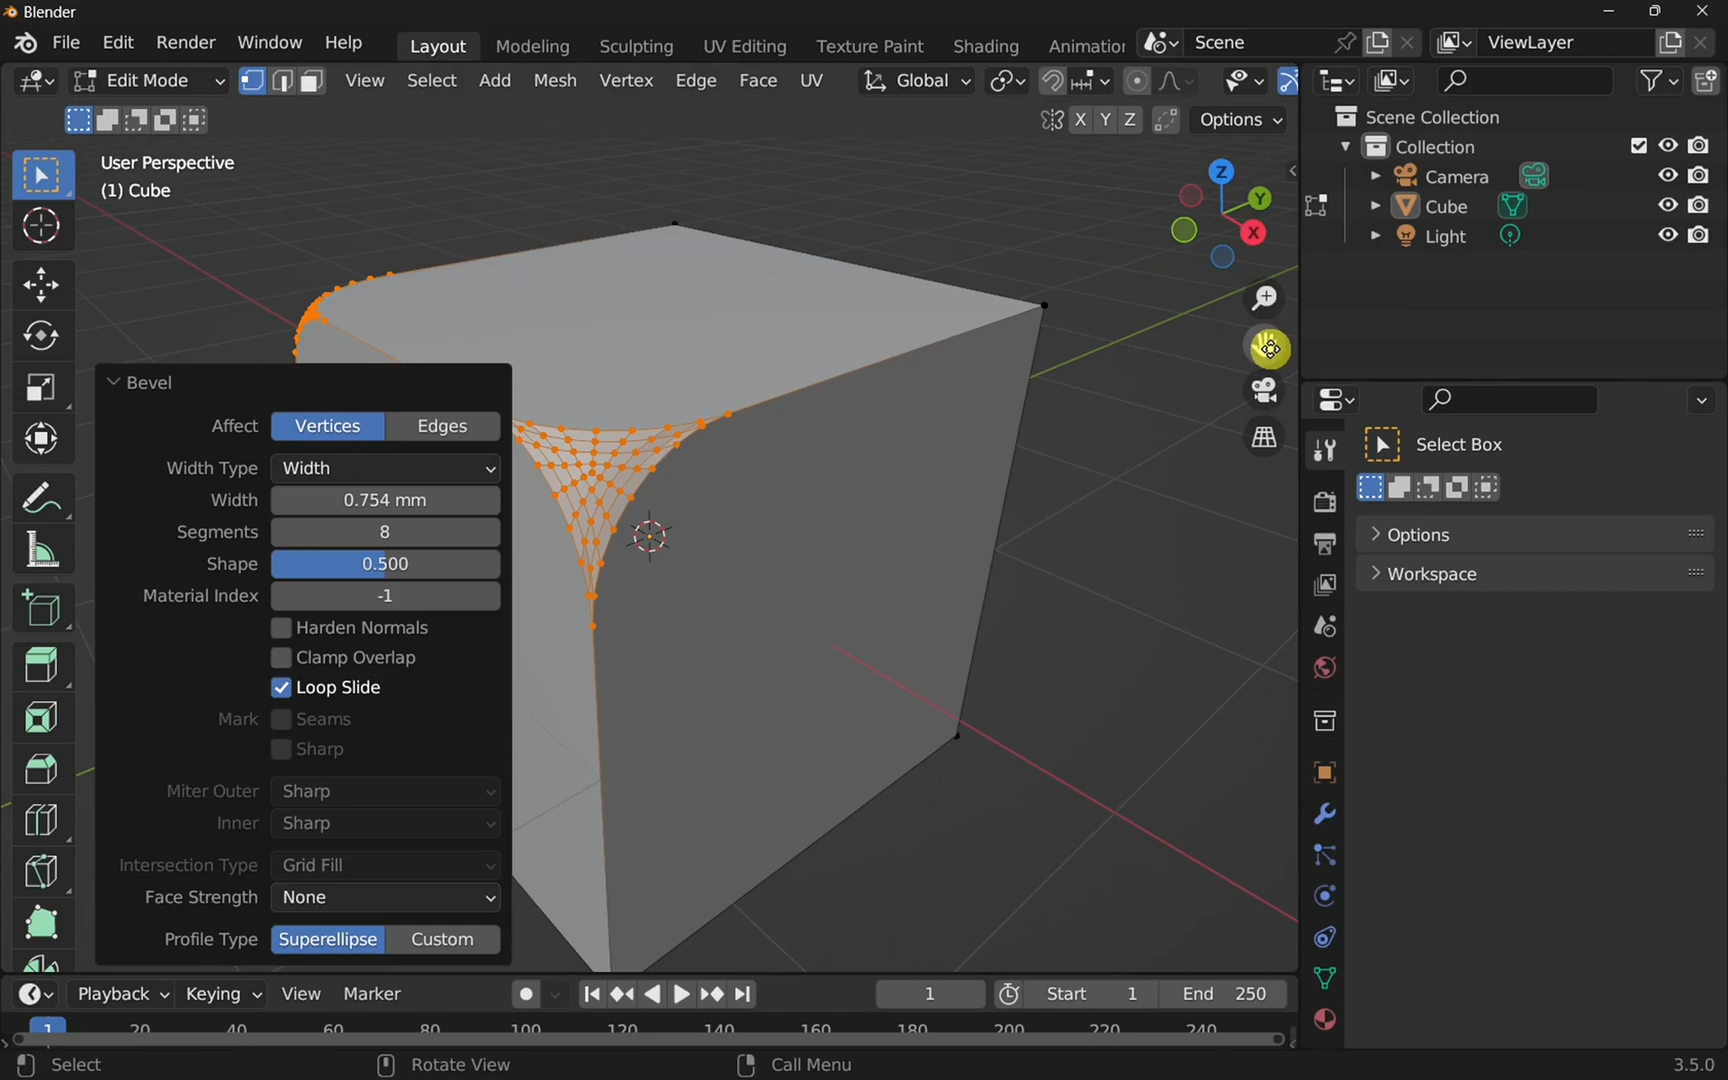 Blender
File Edit Render Window Help Layout Modeling Sculpting UV Editing Texture Paint Shading Animation Scene ViewLayer
Edit Mode View Select Add Mesh Vertex Edge Face UV Global
X Y Z Options
User Perspective
(1) Cube
Z
Y
X
Scene Collection
Collection
Camera
Cube
Light
Bevel
Affect Vertices Edges
Width Type Width
Width 0.754 mm
Segments 8
Shape 0.500
Material Index -1
Harden Normals
Clamp Overlap
Loop Slide
Mark Seams
Sharp
Miter Outer Sharp
Inner Sharp
Intersection Type Grid Fill
Face Strength None
Profile Type Superellipse Custom
Select Box
Options
Workspace
Playback Keying View Marker 1 Start 1 End 250
1 20 40 60 80 100 120 140 160 180 200 220 240
Select Rotate View Call Menu 3.5.0